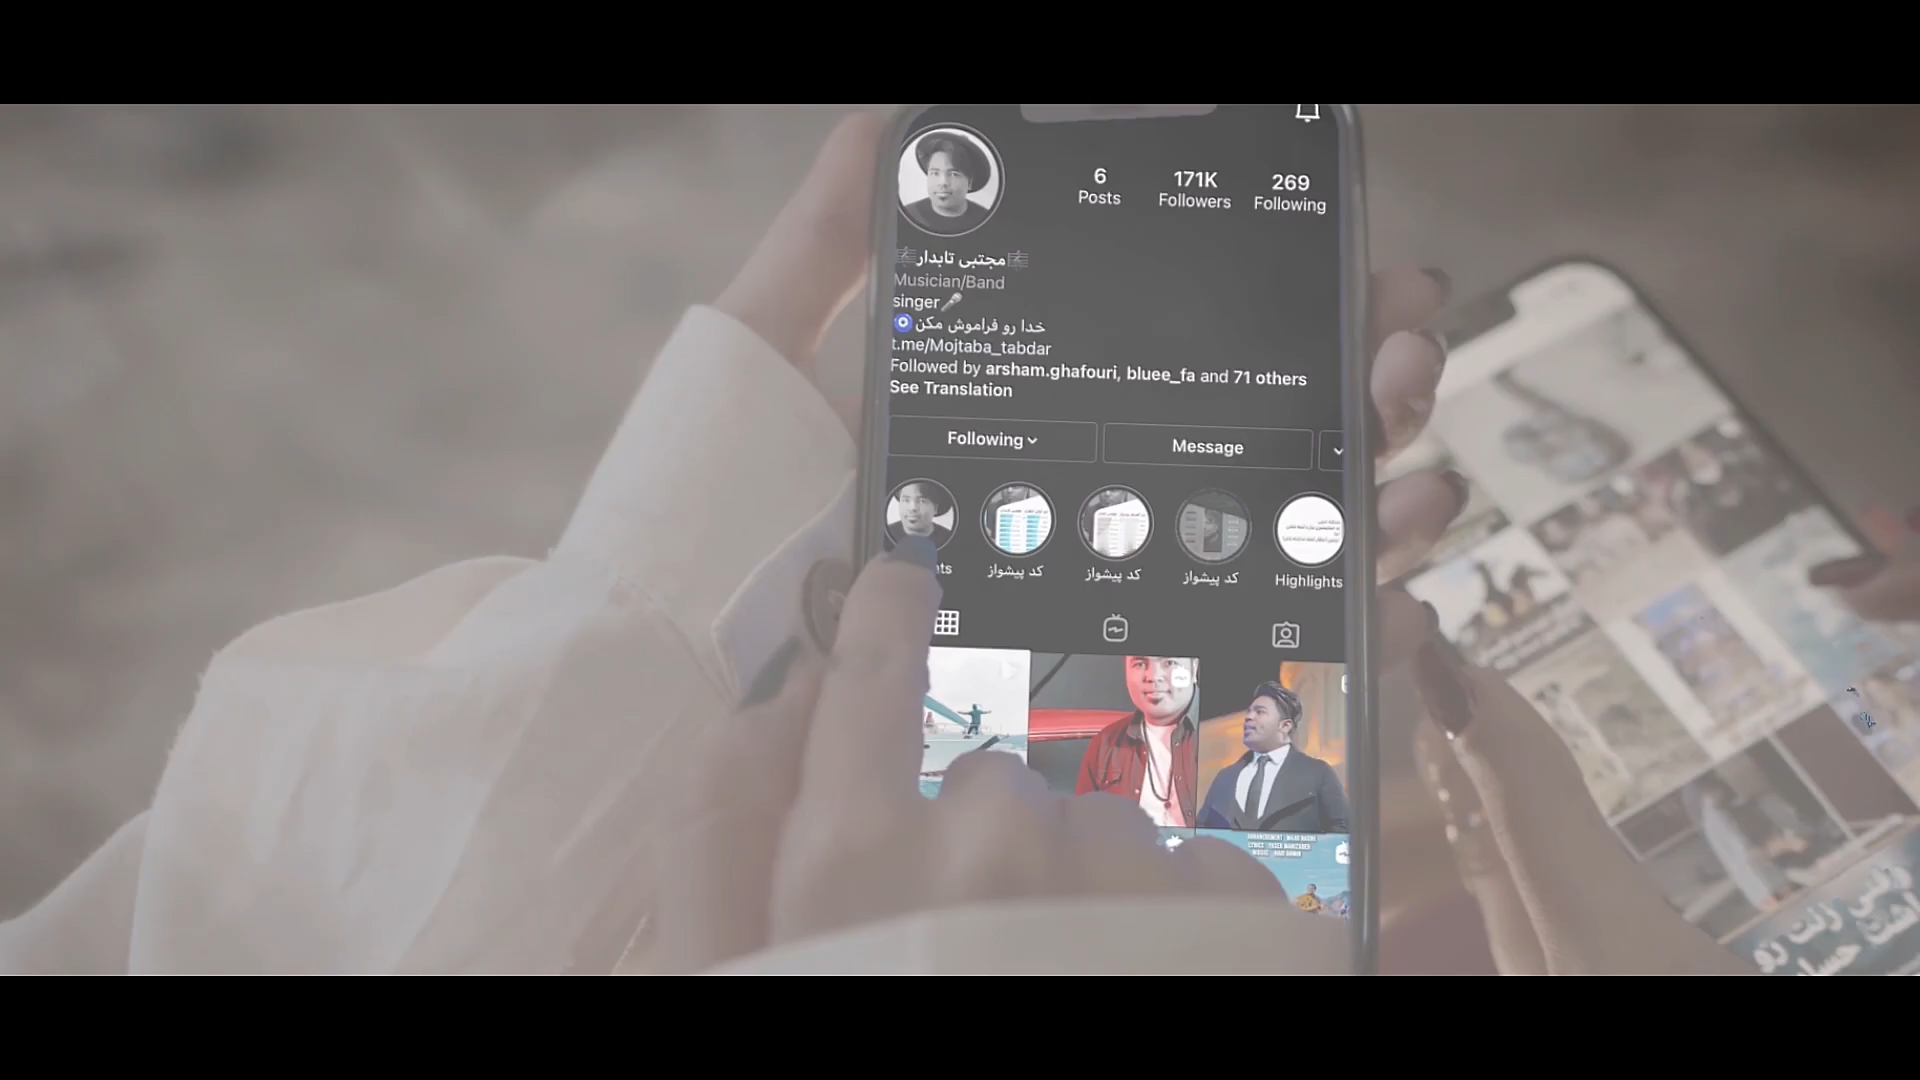 6
Posts
171K
Followers
269
Following
مجتبی تابدار
Musician/Band
singer
خدا رو فراموش مکن
t.me/Mojtaba_tabdar
Followed by arsham.ghafouri, bluee_fa and 71 others
See Translation
Following
Message
کد پیشواز
کد پیشواز
کد پیشواز
Highlights